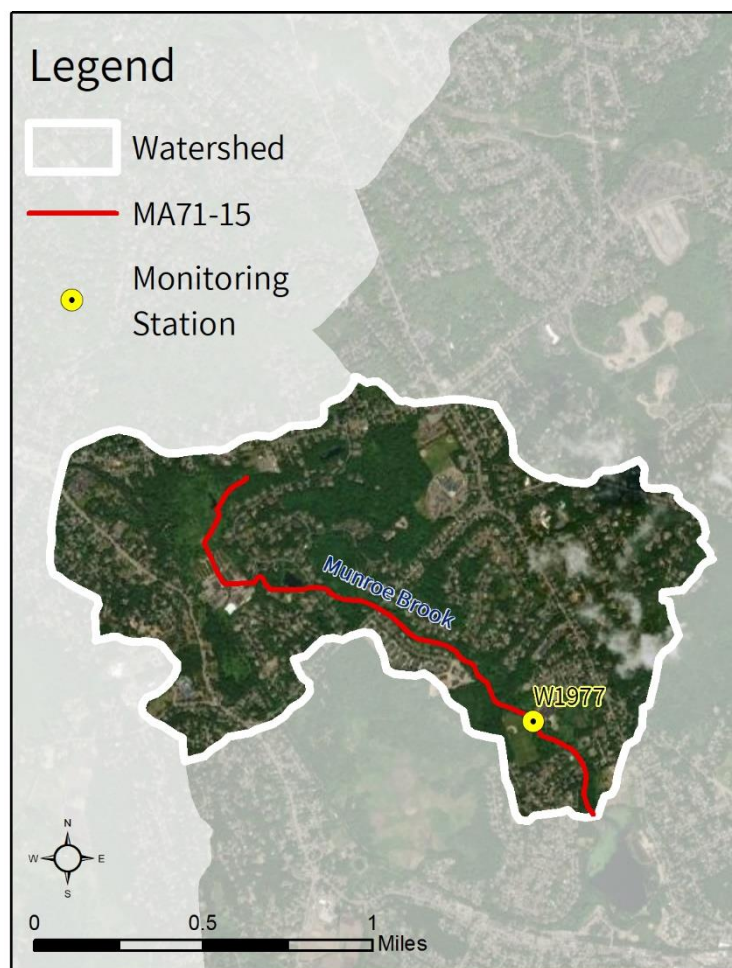 Legend
Watershed
MA71-15
Monitoring
Station
Munroe Brook
W1977
N
W E
S
0 0.5 1
Miles